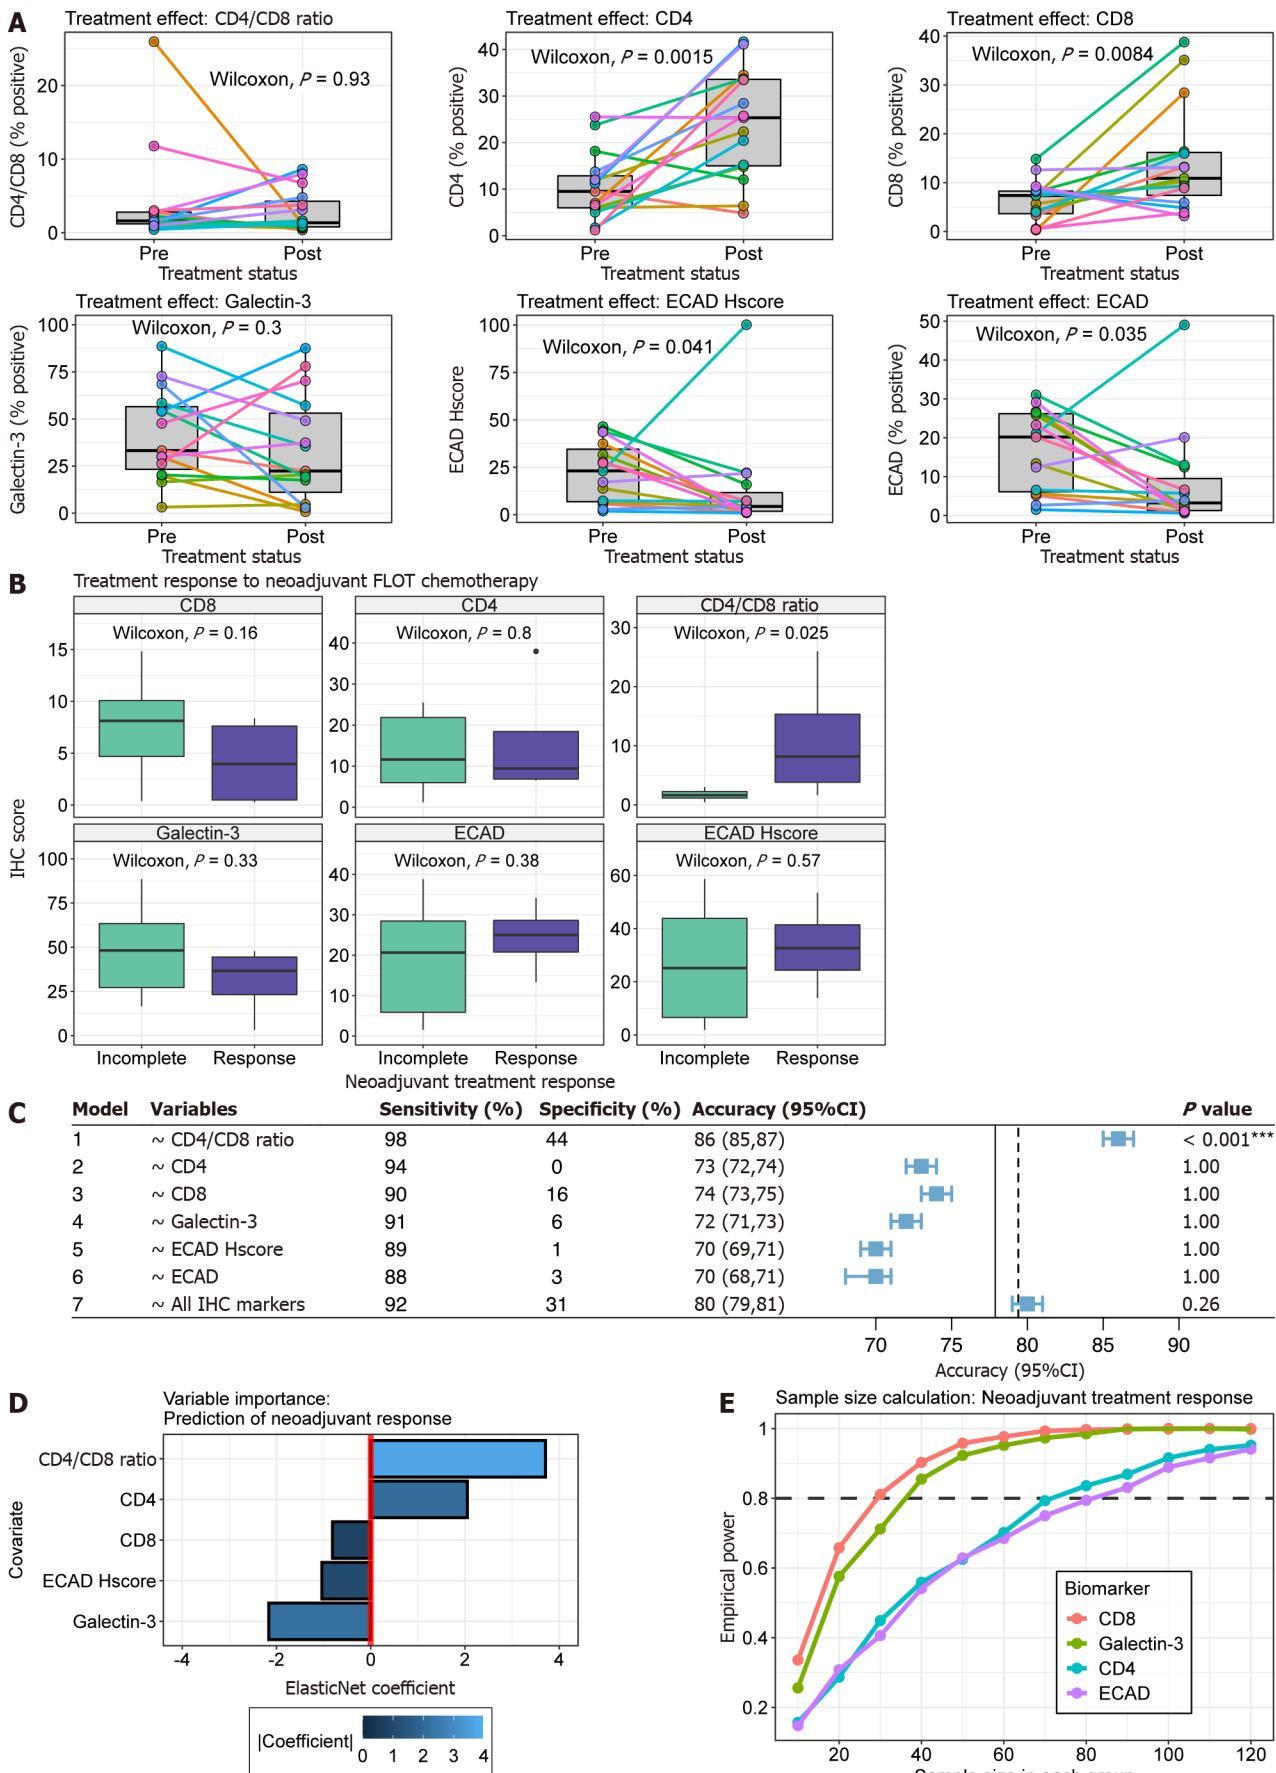 A
Treatment effect: CD4/CD8 ratio
CD4/CD8 (% positive)
Wilcoxon, P = 0.93
20
10
0
Pre Post
Treatment status
Treatment effect: CD4
CD4 (% positive)
Wilcoxon, P = 0.0015
40
30
20
10
0
Pre Post
Treatment status
Treatment effect: CD8
CD8 (% positive)
Wilcoxon, P = 0.0084
40
30
20
10
0
Pre Post
Treatment status
Treatment effect: Galectin-3
Galectin-3 (% positive)
Wilcoxon, P = 0.3
100
75
50
25
0
Pre Post
Treatment status
Treatment effect: ECAD Hscore
ECAD Hscore
Wilcoxon, P = 0.041
100
75
50
25
0
Pre Post
Treatment status
Treatment effect: ECAD
ECAD (% positive)
Wilcoxon, P = 0.035
50
40
30
20
10
0
Pre Post
Treatment status
B
Treatment response to neoadjuvant FLOT chemotherapy
IHC score
CD8
Wilcoxon, P = 0.16
15
10
5
0
CD4
Wilcoxon, P = 0.8
40
30
20
10
0
CD4/CD8 ratio
Wilcoxon, P = 0.025
30
20
10
0
Galectin-3
Wilcoxon, P = 0.33
100
75
50
25
0
Incomplete Response
ECAD
Wilcoxon, P = 0.38
40
30
20
10
0
Incomplete Response
ECAD Hscore
Wilcoxon, P = 0.57
60
40
20
0
Incomplete Response
Neoadjuvant treatment response
C
Model Variables Sensitivity (%) Specificity (%) Accuracy (95%CI) P value
1 ~ CD4/CD8 ratio 98 44 86 (85,87) < 0.001***
2 ~ CD4 94 0 73 (72,74) 1.00
3 ~ CD8 90 16 74 (73,75) 1.00
4 ~ Galectin-3 91 6 72 (71,73) 1.00
5 ~ ECAD Hscore 89 1 70 (69,71) 1.00
6 ~ ECAD 88 3 70 (68,71) 1.00
7 ~ All IHC markers 92 31 80 (79,81) 0.26
70 75 80 85 90
Accuracy (95%CI)
D
Variable importance:
Prediction of neoadjuvant response
Covariate
CD4/CD8 ratio
CD4
CD8
ECAD Hscore
Galectin-3
-4 -2 0 2 4
ElasticNet coefficient
|Coefficient|
0 1 2 3 4
E
Sample size calculation: Neoadjuvant treatment response
Empirical power
1
0.8
0.6
0.4
0.2
Biomarker
CD8
Galectin-3
CD4
ECAD
20 40 60 80 100 120
Sample size in each group